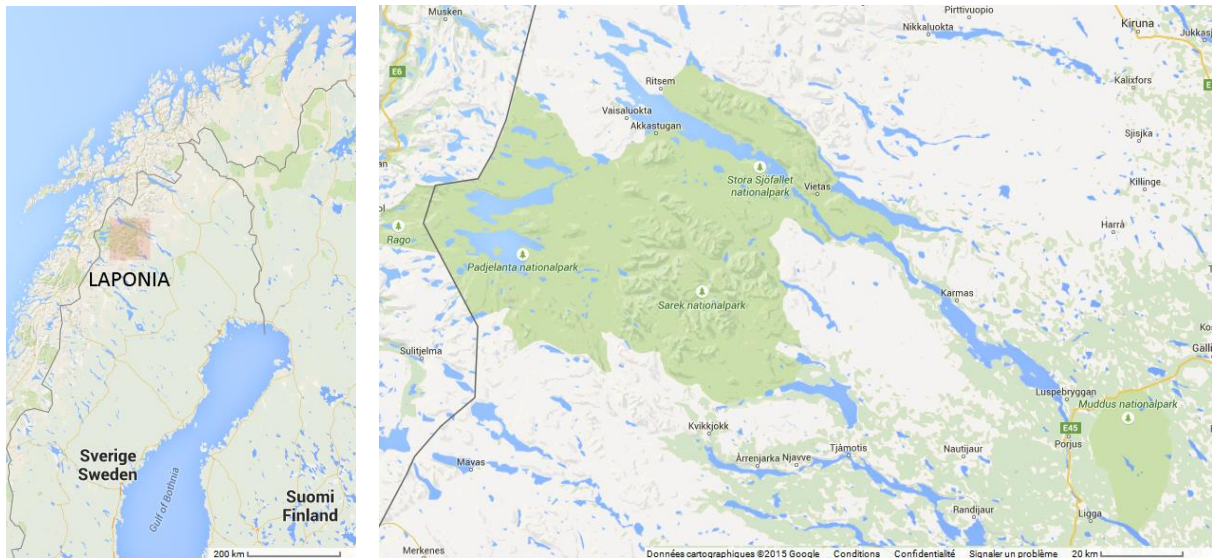 LAPONIA
Sverige
Sweden
Gulf of Bothnia
Suomi
Finland
200 km
Musken
Pirttivuopio
Nikkaluokta
Kiruna
Jukkasj
E6
Ritsem
Kalixfors
Vaisaluokta
Akkastugan
Sjisjka
Stora Sjöfallet
nationalpark
Vietas
Killinge
Rago
Harrå
Padjelanta nationalpark
Sarek nationalpark
Karmas
Sulitjelma
Gälli
Luspebryggan
Muddus nationalpark
Kvikkjokk
E45
Porjus
Tjåmotis
Nautijaur
Mavas
Årrenjarka
Njavve
Randijaur
Ligga
Merkenes
Données cartographiques ©2015 Google Conditions Confidentialité Signaler un problème 20 km